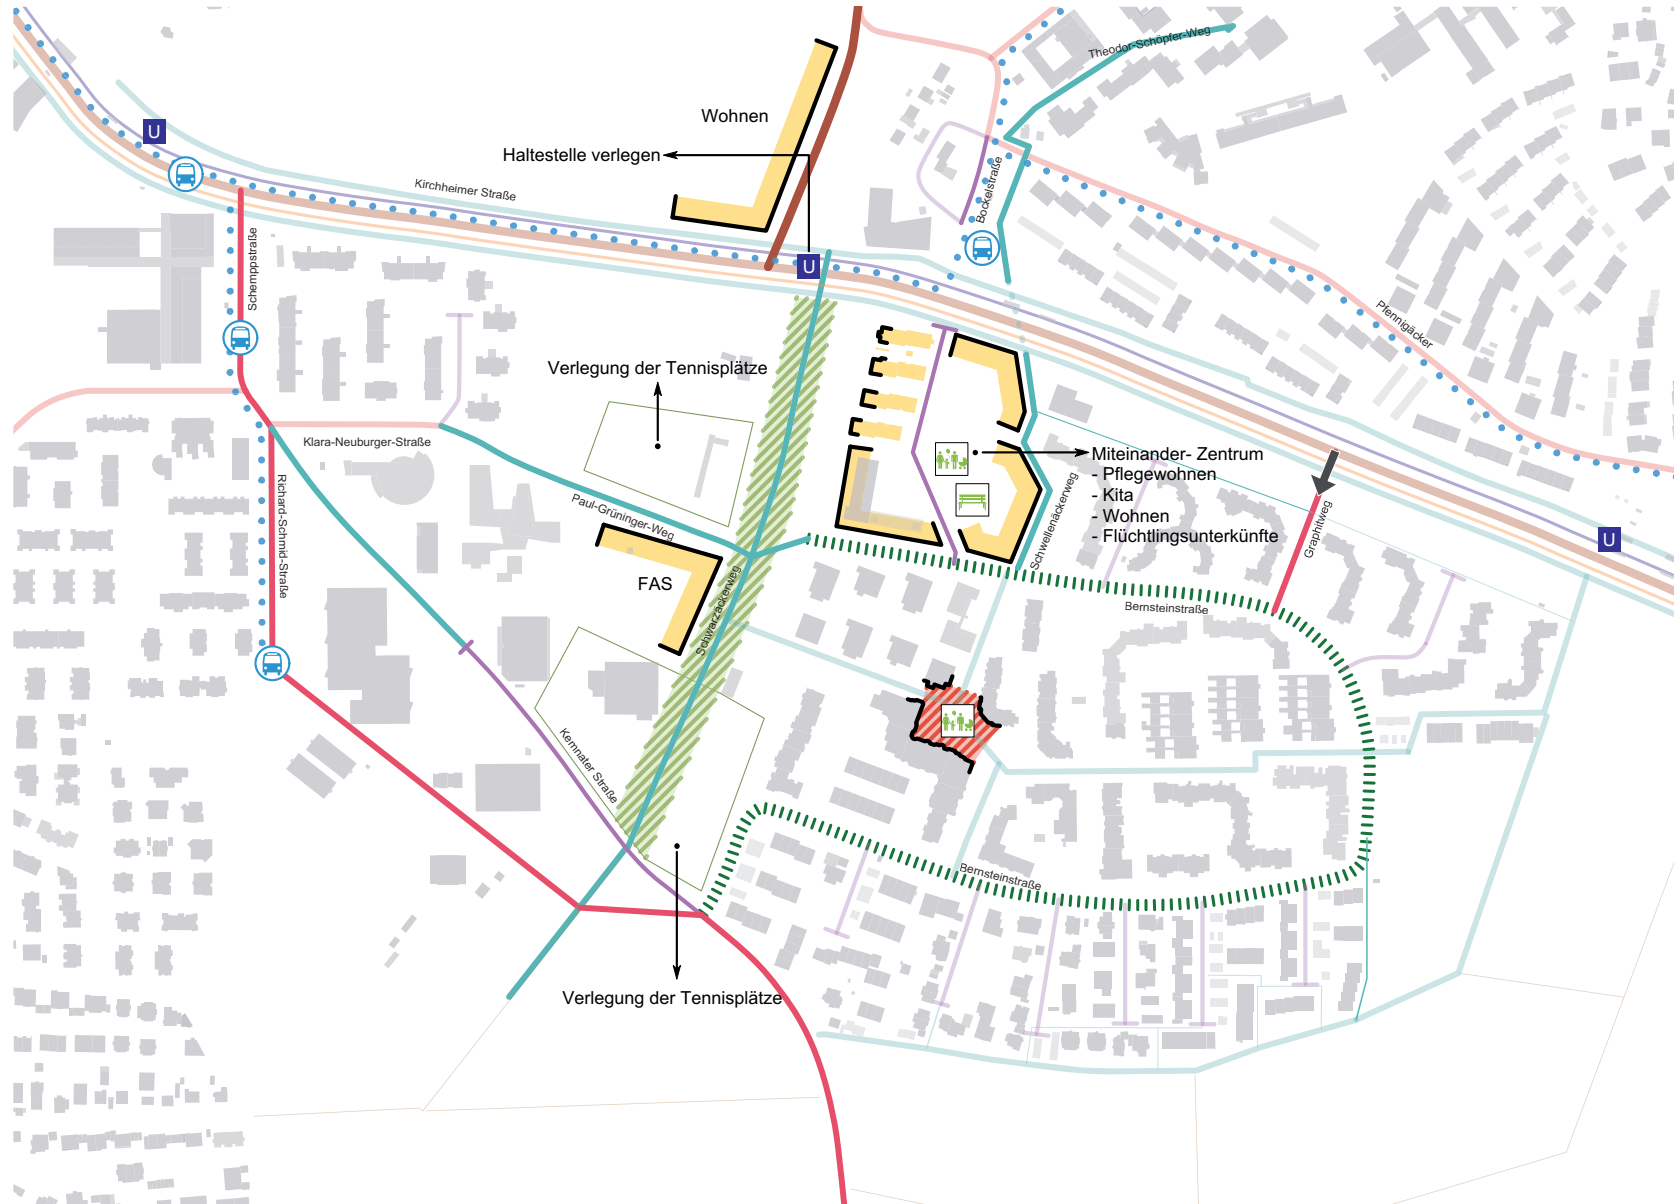 Theodor-Schöpfer-Weg
Wohnen
U
Haltestelle verlegen
Kirchheimer Straße
Bockelstraße
U
Schemppstraße
Pfennigäcker
Verlegung der Tennisplätze
Klara-Neuburger-Straße
Miteinander- Zentrum
- Pflegewohnen
- Kita
- Wohnen
- Flüchtlingsunterkünfte
Paul-Grüninger-Weg
Richard-Schmid-Straße
Schwellenäckerweg
Graphitweg
U
FAS
Schwarzäckerweg
Bernsteinstraße
Kemnater Straße
Bernsteinstraße
Verlegung der Tennisplätze